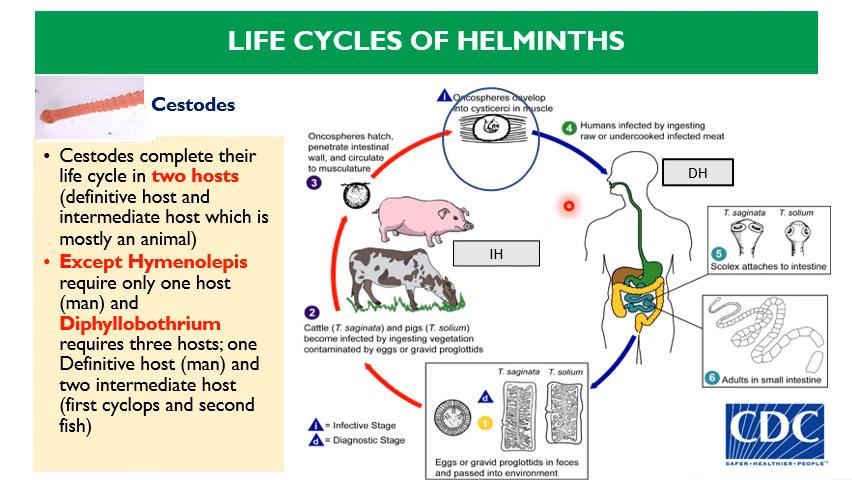 LIFE CYCLES OF HELMINTHS
Cestodes
• Cestodes complete their
life cycle in two hosts
(definitive host and
intermediate host which is
mostly an animal)
• Except Hymenolepis
require only one host
(man) and
Diphyllobothrium
requires three hosts; one
Definitive host (man) and
two intermediate host
(first cyclops and second
fish)
i
Oncospheres develop
into cysticerci in muscle
4
Humans infected by ingesting
raw or undercooked infected meat
DH
Oncospheres hatch,
penetrate intestinal
wall, and circulate
to musculature
3
IH
T. saginata
T. solium
5
Scolex attaches to intestine
2
Cattle (T. saginata) and pigs (T. solium)
become infected by ingesting vegetation
contaminated by eggs or gravid proglottids
6
Adults in small intestine
T. saginata
T. solium
d
1
Eggs or gravid proglottids in feces
and passed into environment
i = Infective Stage
d = Diagnostic Stage
CDC
SAFER·HEALTHIER·PEOPLE™